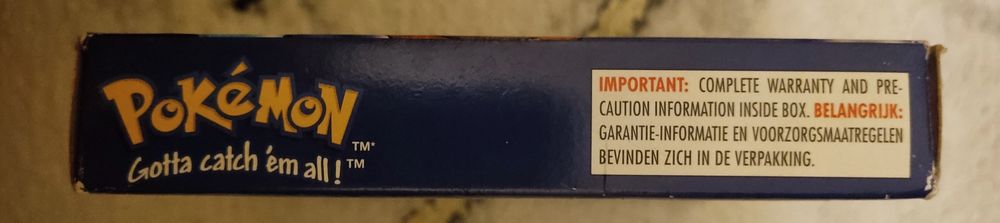 POKéMON
TM*
Gotta catch 'em all! TM
IMPORTANT: COMPLETE WARRANTY AND PRE-
CAUTION INFORMATION INSIDE BOX. BELANGRIJK:
GARANTIE-INFORMATIE EN VOORZORGSMAATREGELEN
BEVINDEN ZICH IN DE VERPAKKING.